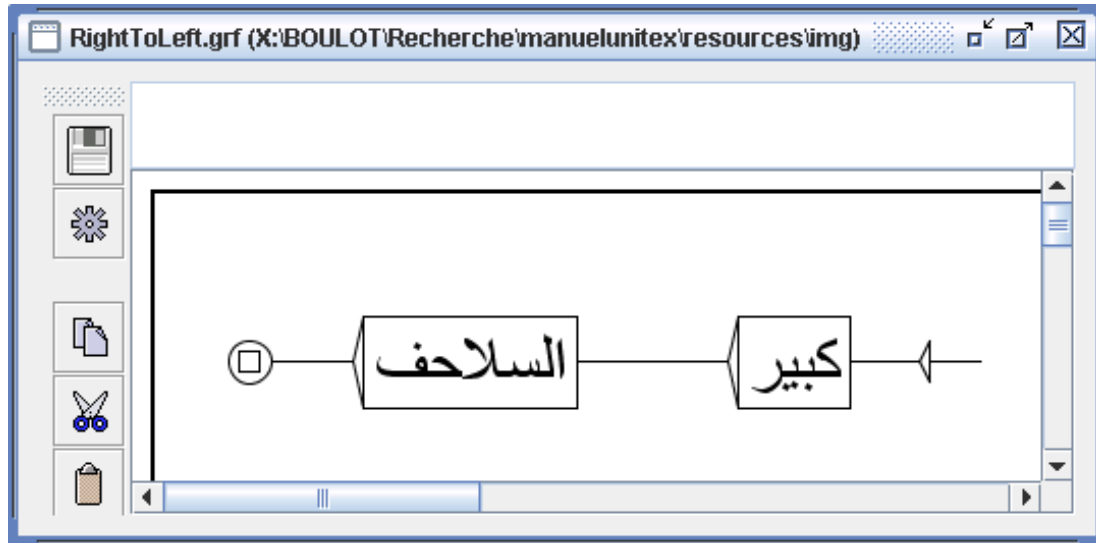 RightToLeft.grf (X:\BOULOT\Recherche\manuelunitex\resources\img)
كبير السلاحف